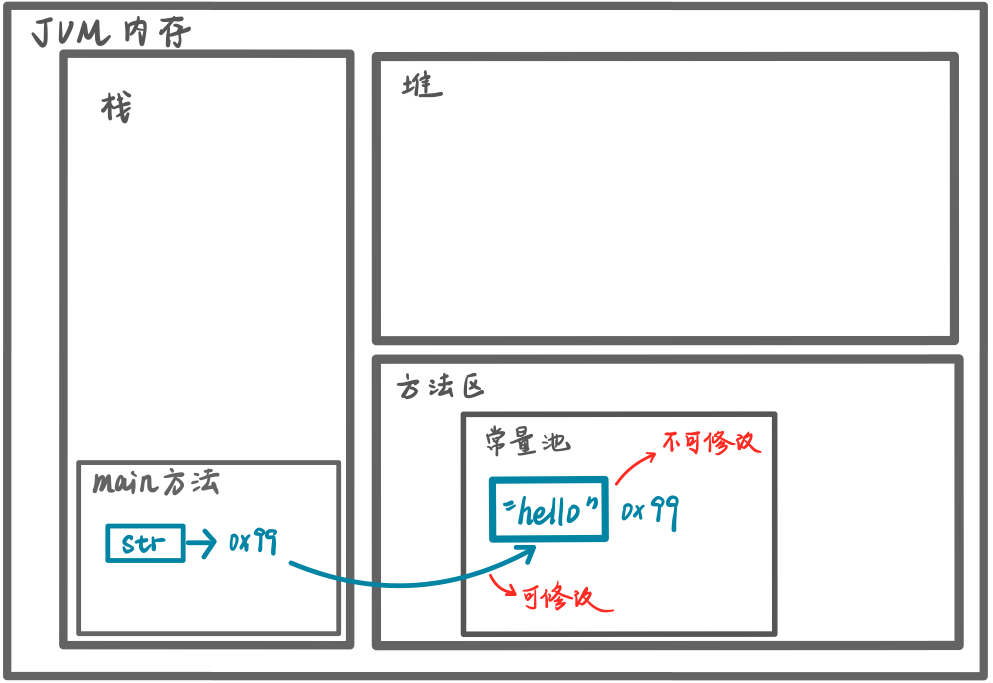 JVM 内存
栈
堆
方法区
常量池
不可修改
"hello"
0x99
可修改
main方法
str
0x99